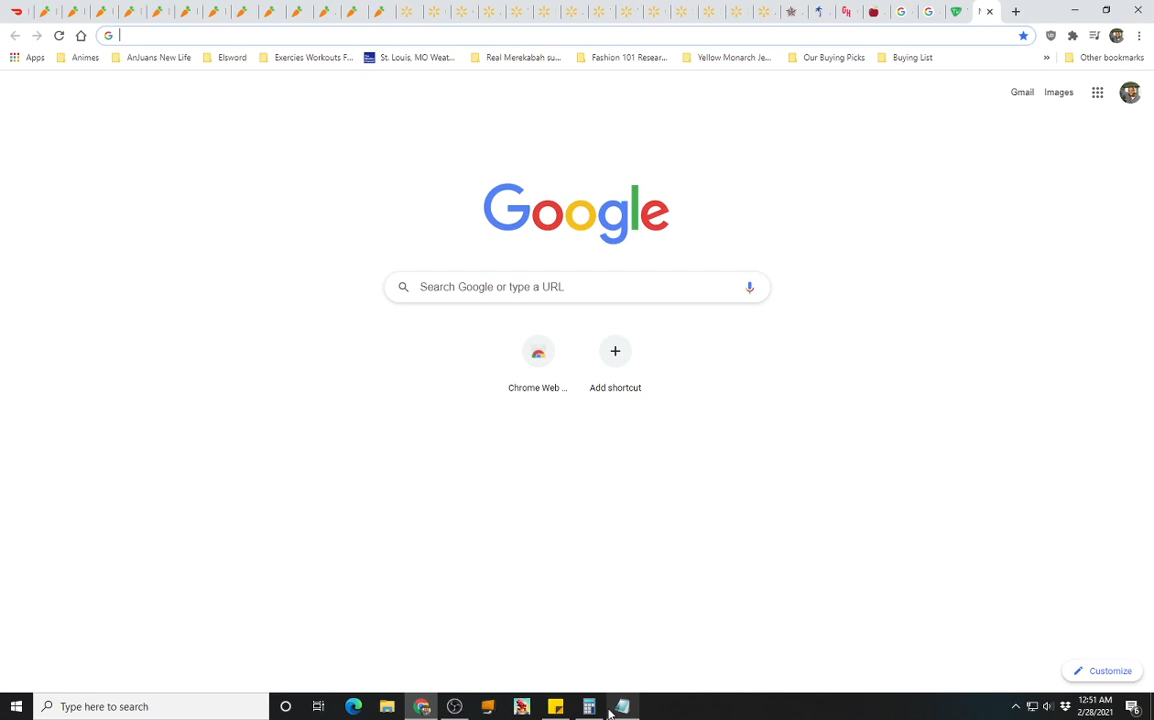 Apps Animes AnJuans New Life Elsword Exercies Workouts F... St. Louis, MO Weat... Real Merekabah su... Fashion 101 Resear... Yellow Monarch Je... Our Buying Picks Buying List » Other bookmarks
Gmail Images
Google
Search Google or type a URL
Chrome Web ... Add shortcut
Customize
Type here to search
12:51 AM
2/28/2021
6